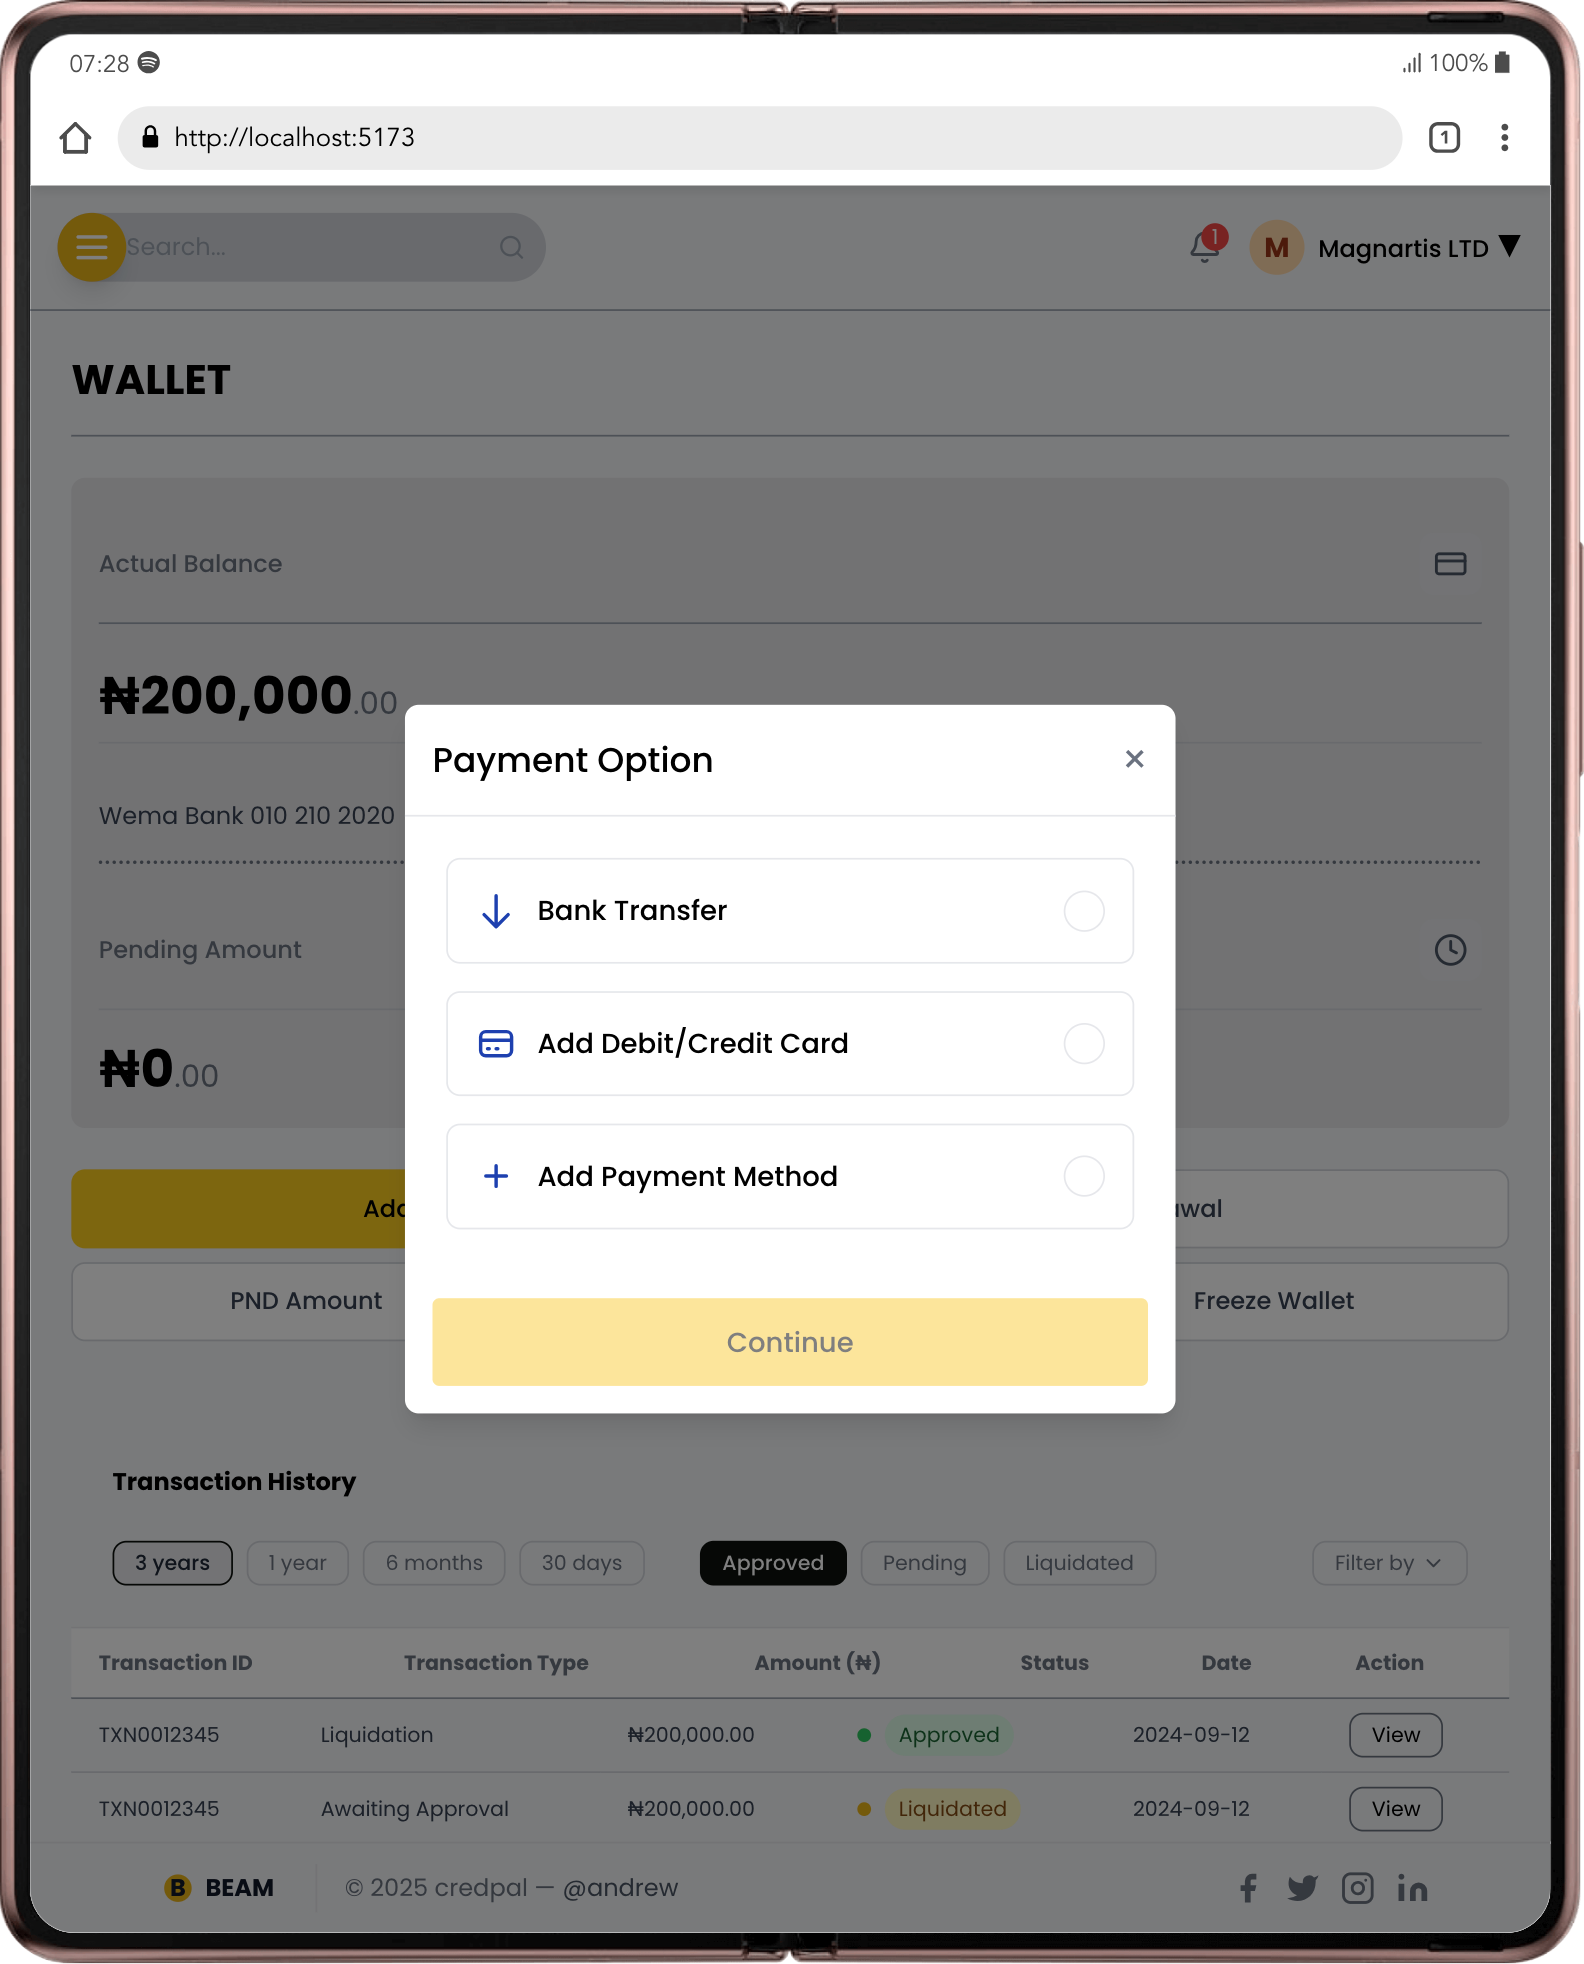 07:28
100%
http://localhost:5173
1
Search...
1
M
Magnartis LTD
WALLET
Actual Balance
₦200,000.00
Payment Option
Wema Bank 010 210 2020
Bank Transfer
Pending Amount
Add Debit/Credit Card
₦0.00
Add Payment Method
PND Amount
Freeze Wallet
Continue
Transaction History
3 years 1 year 6 months 30 days Approved Pending Liquidated Filter by
Transaction ID Transaction Type Amount (₦) Status Date Action
TXN0012345 Liquidation ₦200,000.00 Approved 2024-09-12 View
TXN0012345 Awaiting Approval ₦200,000.00 Liquidated 2024-09-12 View
B BEAM © 2025 credpal — @andrew